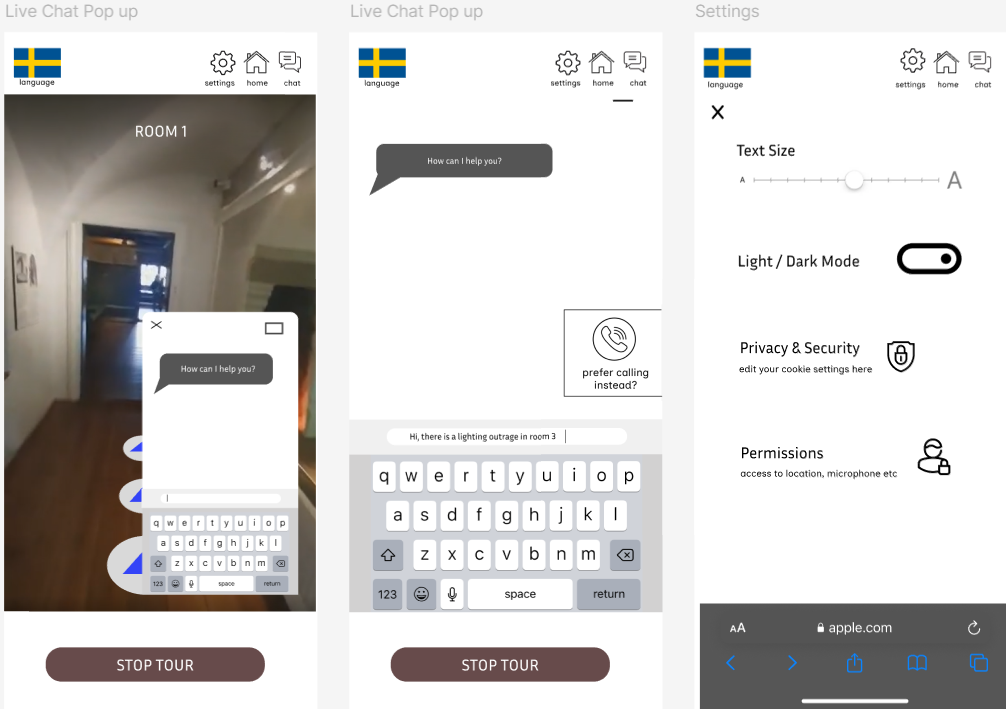 Live Chat Pop up
language
settings
home
chat
ROOM 1
How can I help you?
q w e r t y u i o p
a s d f g h j k l
z x c v b n m
123
space
return
STOP TOUR
Live Chat Pop up
language
settings
home
chat
How can I help you?
prefer calling
instead?
Hi, there is a lighting outrage in room 3
q w e r t y u i o p
a s d f g h j k l
z x c v b n m
123
space
return
STOP TOUR
Settings
language
settings
home
chat
X
Text Size
A
A
Light / Dark Mode
Privacy & Security
edit your cookie settings here
Permissions
access to location, microphone etc
AA
apple.com